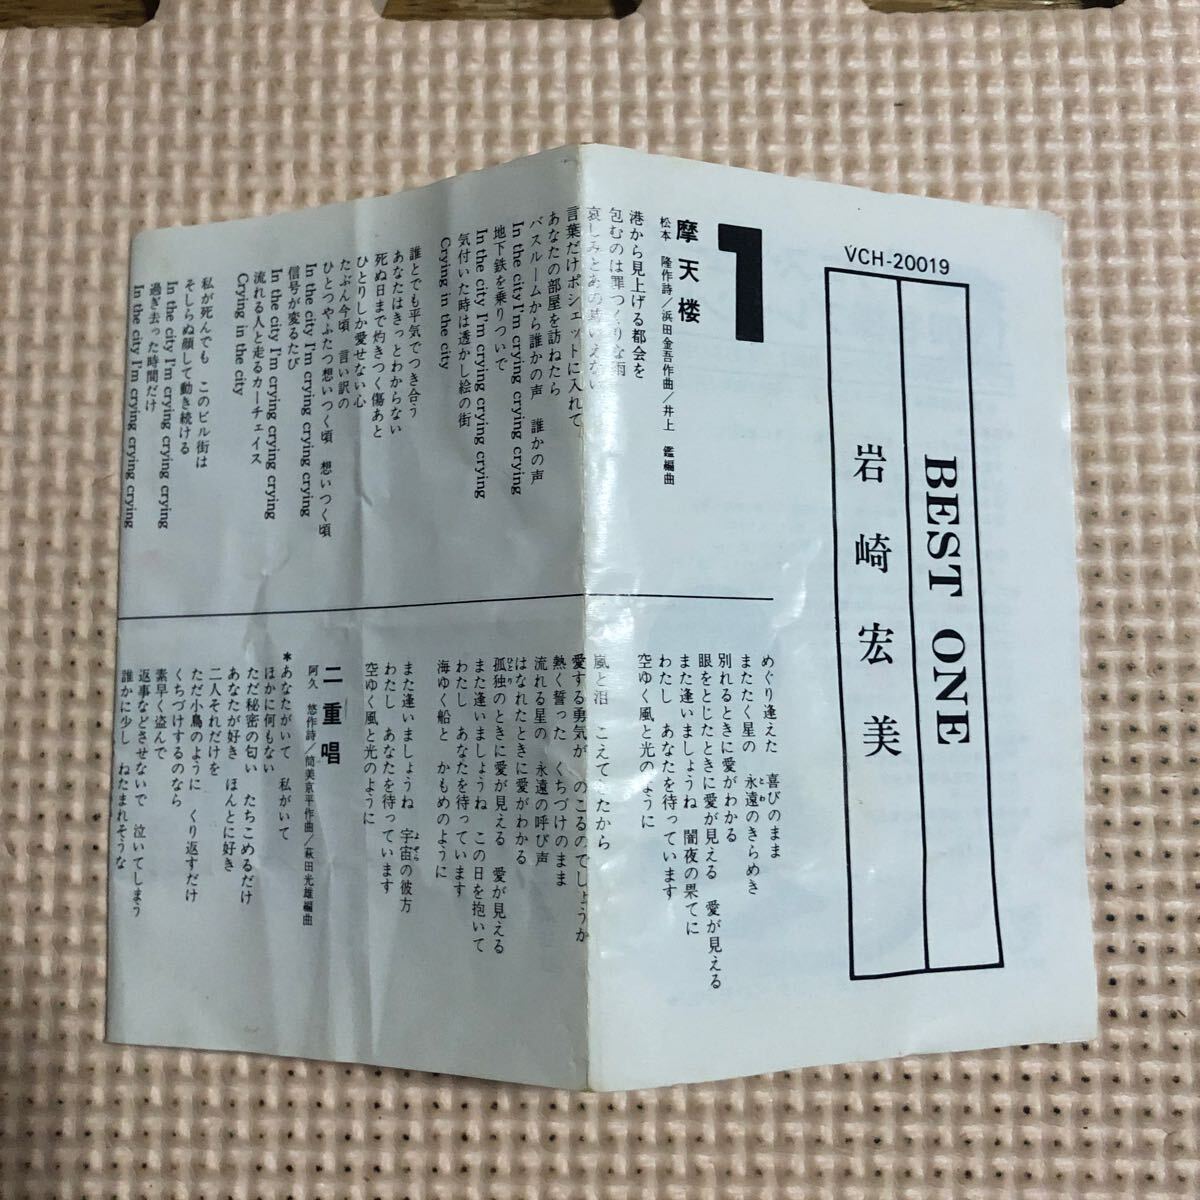 VCH-20019
BEST ONE
岩崎宏美
1
摩天楼
松本 隆作詩/浜田金吾作曲/井上 鑑編曲
港から見上げる都会を
包むのは罪つくりな雨
哀しみとあの
いえない
言葉だけポシェットに入れて
あなたの部屋を訪ねたら
バスルームから誰かの声 誰かの声
In the city I'm crying crying crying
地下鉄を乗りついで
In the city I'm crying crying crying
気付いた時は透かし絵の街
Crying in the city
誰とでも平気でつき合う
あなたはきっとわからない
死ぬ日まで灼きつく傷あと
ひとりしか愛せない心
たぶん今頃 言い訳の
ひとつやふたつ想いつく頃 想いつく頃
In the city I'm crying crying crying
信号が変るたび
In the city I'm crying crying crying
流れる人と走るカーチェイス
Crying in the city
私が死んでも このビル街は
そしらぬ顔して動き続ける
In the city I'm crying crying crying
過ぎ去った時間だけ
In the city I'm crying crying crying
めぐり逢えた 喜びのまま
またたく星の 永遠のきらめき
とわ
別れるときに愛がわかる
眼をとじたときに愛が見える 愛が見える
また逢いましょうね 闇夜の果てに
わたし あなたを待っています
空ゆく風と光のように
嵐と泪 こえてきたから
愛する勇気が のこるのでしょうか
熱く誓った くちづけのまま
流れる星の 永遠の呼び声
はなれたときに愛がわかる
孤独のときに愛が見える 愛が見える
ひとり
また逢いましょうね この日を抱いて
わたし あなたを待っています
海ゆく船と かもめのように
また逢いましょうね 宇宙の彼方
よぞら
わたし あなたを待っています
空ゆく風と光のように
二重唱
阿久 悠作詩/筒美京平作曲/萩田光雄編曲
*あなたがいて 私がいて
ほかに何もない
ただ秘密の匂い たちこめるだけ
あなたが好き ほんとに好き
二人それだけを
ただ小鳥のように くり返すだけ
くちづけするのなら
素早く盗んで
返事などさせないで 泣いてしまう
誰かに少し ねたまれそうな